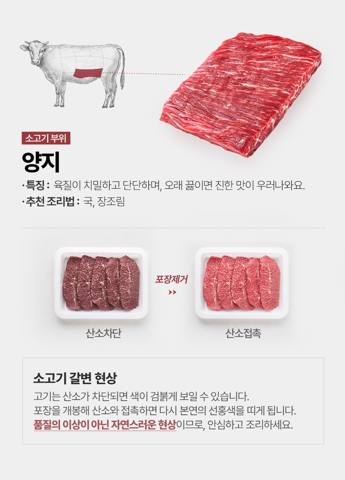 소고기 부위
양지
· 특징 : 육질이 치밀하고 단단하며, 오래 끓이면 진한 맛이 우러나와요.
· 추천 조리법 : 국, 장조림
포장제거
산소차단
산소접촉
소고기 갈변 현상
고기는 산소가 차단되면 색이 검붉게 보일 수 있습니다.
포장을 개봉해 산소와 접촉하면 다시 본연의 선홍색을 띠게 됩니다.
품질의 이상이 아닌 자연스러운 현상이므로, 안심하고 조리하세요.